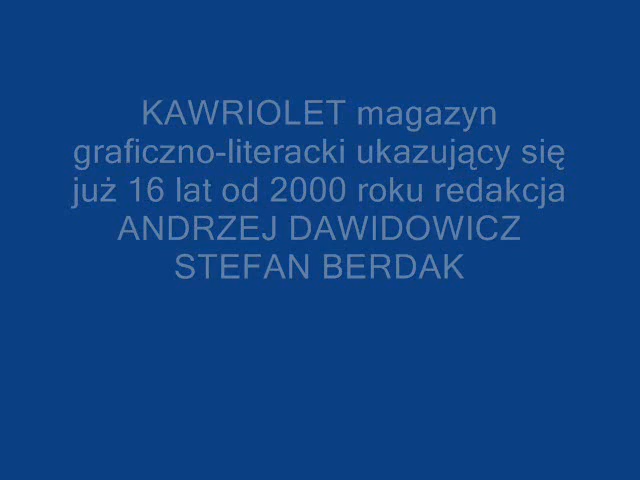 KAWRIOLET magazyn
graficzno-literacki ukazujący się
już 16 lat od 2000 roku redakcja
ANDRZEJ DAWIDOWICZ
STEFAN BERDAK